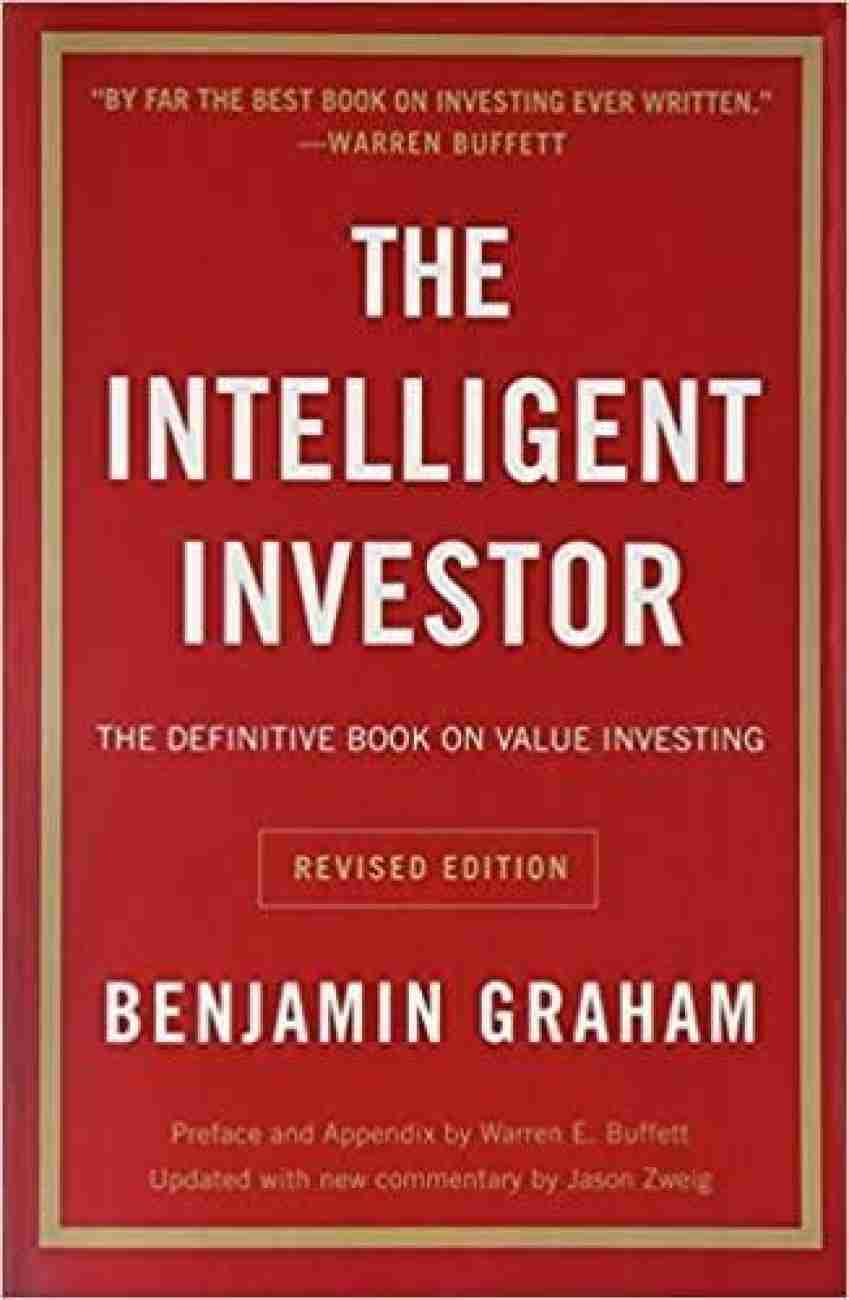 "BY FAR THE BEST BOOK ON INVESTING EVER WRITTEN."
—WARREN BUFFETT
THE
INTELLIGENT
INVESTOR
THE DEFINITIVE BOOK ON VALUE INVESTING
REVISED EDITION
BENJAMIN GRAHAM
Preface and Appendix by Warren E. Buffett
Updated with new commentary by Jason Zweig